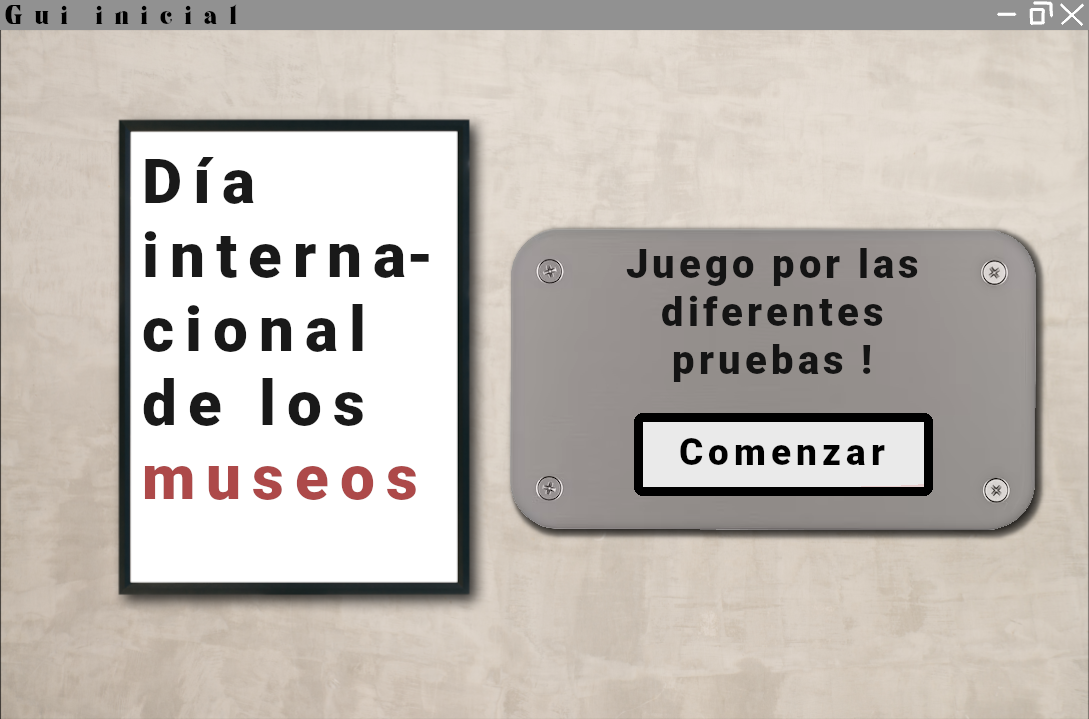 Gui inicial
Día
interna-
cional
de los
museos
Juego por las
diferentes
pruebas !
Comenzar